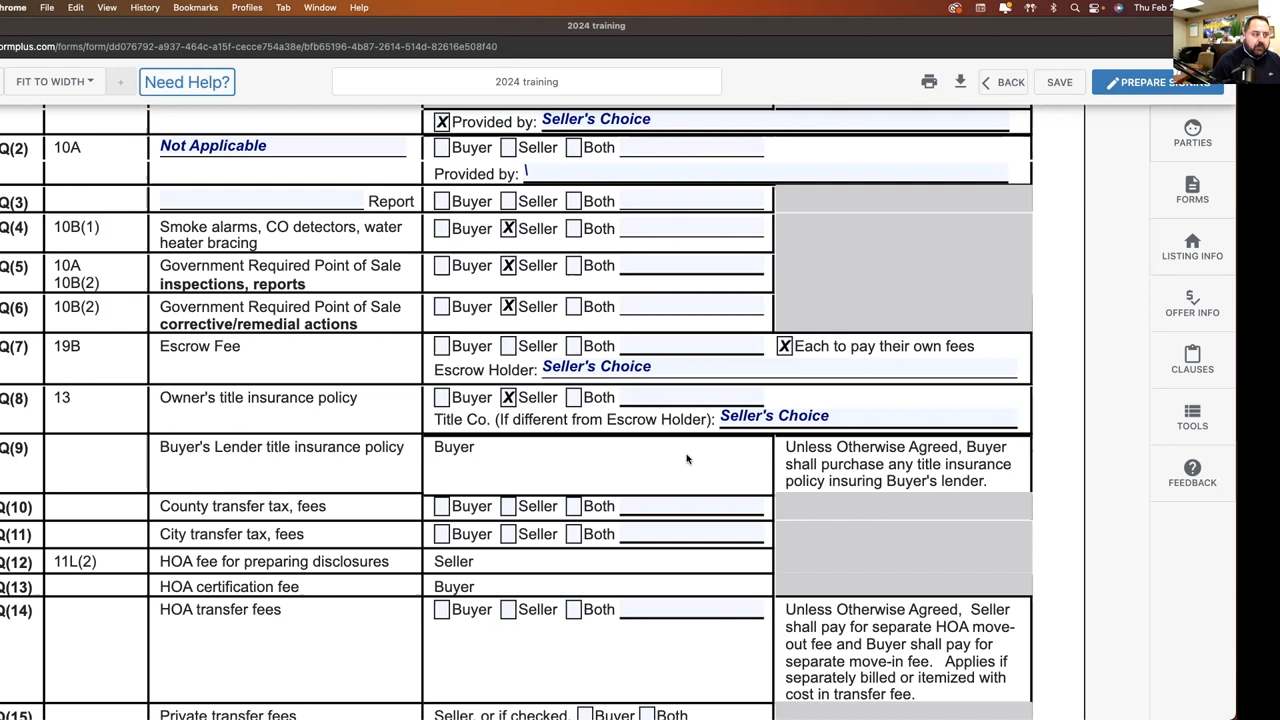 hrome File Edit View History Bookmarks Profiles Tab Window Help Thu Feb 2
2024 training
ormplus.com/forms/form/dd076792-a937-464c-a15f-cecce754a38e/bfb65196-4b87-2614-514d-82616e508f40
FIT TO WIDTH + Need Help? 2024 training BACK SAVE PREPARE SIGNING
X Provided by: Seller's Choice
Q(2) 10A Not Applicable Buyer Seller Both
Provided by: \
Q(3) Report Buyer Seller Both
Q(4) 10B(1) Smoke alarms, CO detectors, water heater bracing Buyer X Seller Both
Q(5) 10A 10B(2) Government Required Point of Sale inspections, reports Buyer X Seller Both
Q(6) 10B(2) Government Required Point of Sale corrective/remedial actions Buyer X Seller Both
Q(7) 19B Escrow Fee Buyer Seller Both X Each to pay their own fees
Escrow Holder: Seller's Choice
Q(8) 13 Owner's title insurance policy Buyer X Seller Both
Title Co. (If different from Escrow Holder): Seller's Choice
Q(9) Buyer's Lender title insurance policy Buyer Unless Otherwise Agreed, Buyer
shall purchase any title insurance
policy insuring Buyer's lender.
Q(10) County transfer tax, fees Buyer Seller Both
Q(11) City transfer tax, fees Buyer Seller Both
Q(12) 11L(2) HOA fee for preparing disclosures Seller
Q(13) HOA certification fee Buyer
Q(14) HOA transfer fees Buyer Seller Both Unless Otherwise Agreed, Seller
shall pay for separate HOA move-
out fee and Buyer shall pay for
separate move-in fee. Applies if
separately billed or itemized with
cost in transfer fee.
Q(15) Private transfer fees Seller, or if checked, Buyer Both
PARTIES
FORMS
LISTING INFO
OFFER INFO
CLAUSES
TOOLS
FEEDBACK